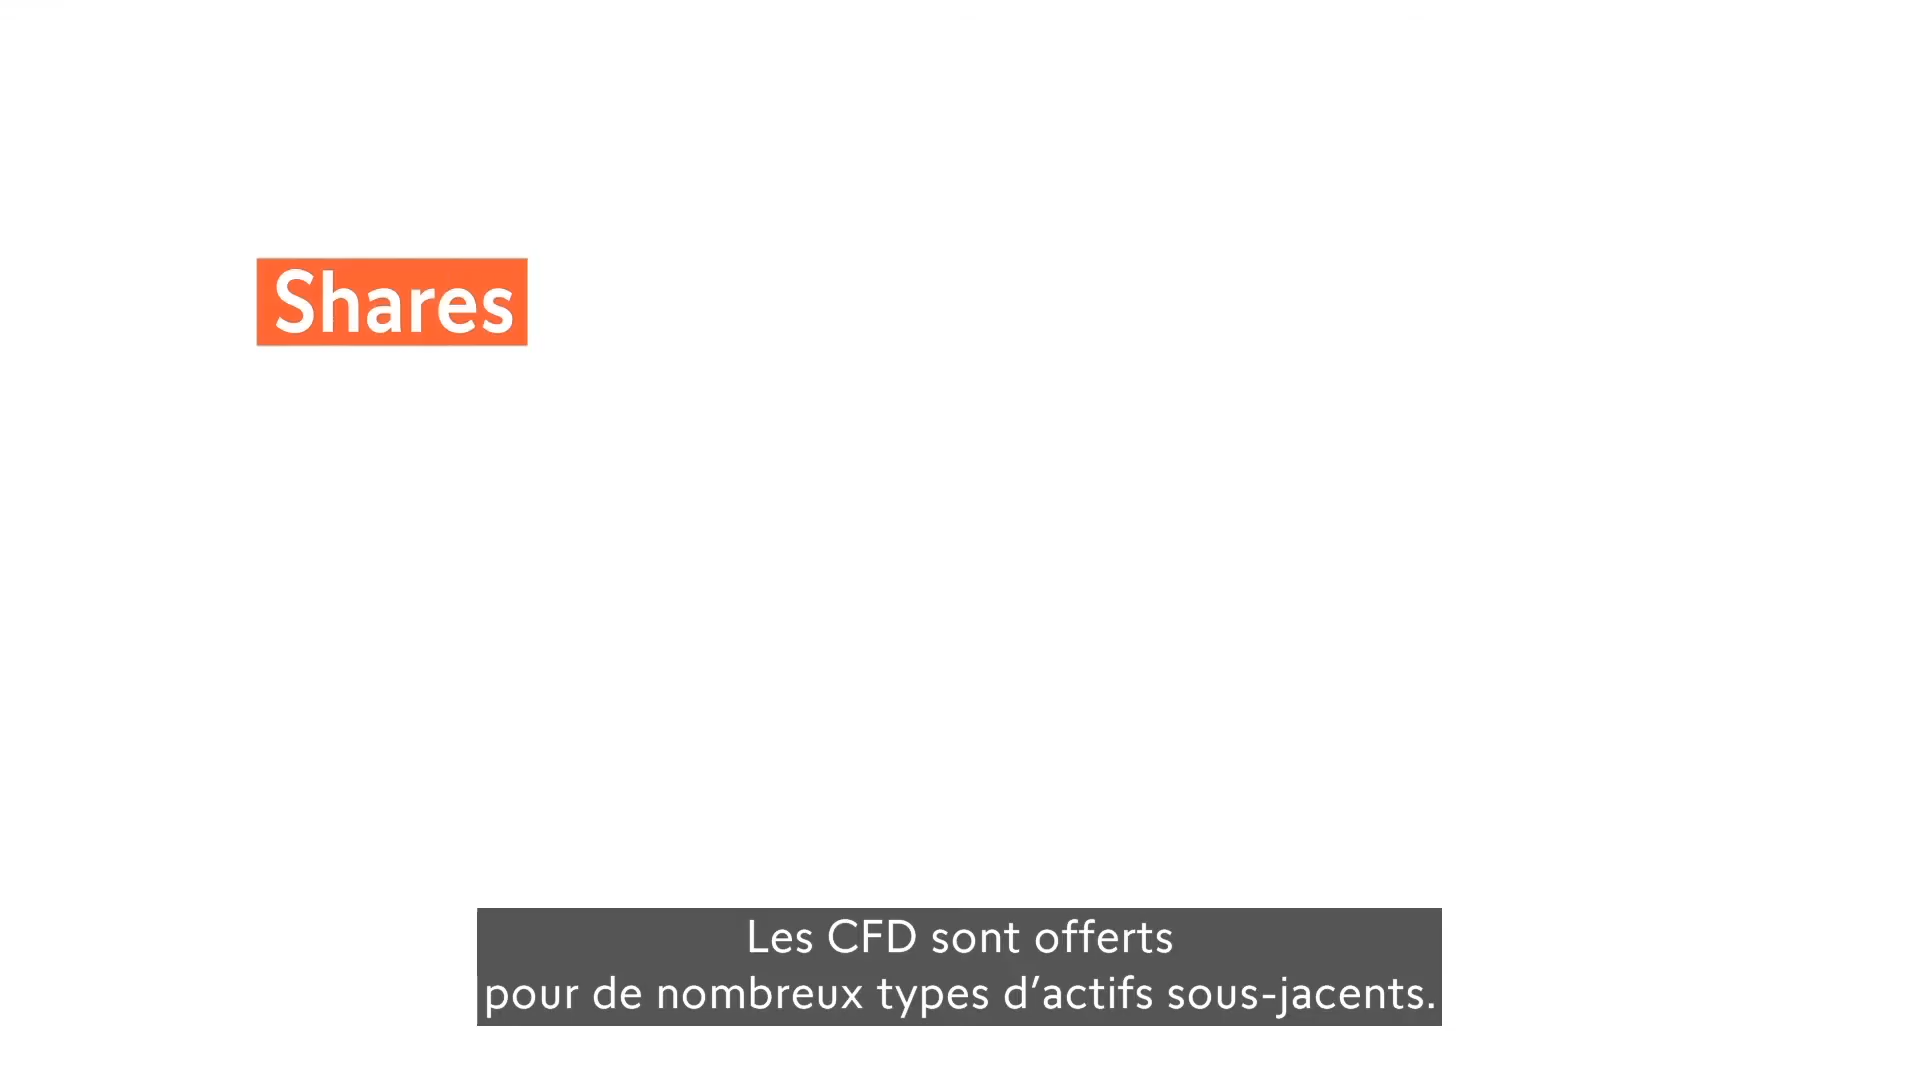 Shares
Les CFD sont offerts
pour de nombreux types d’actifs sous-jacents.